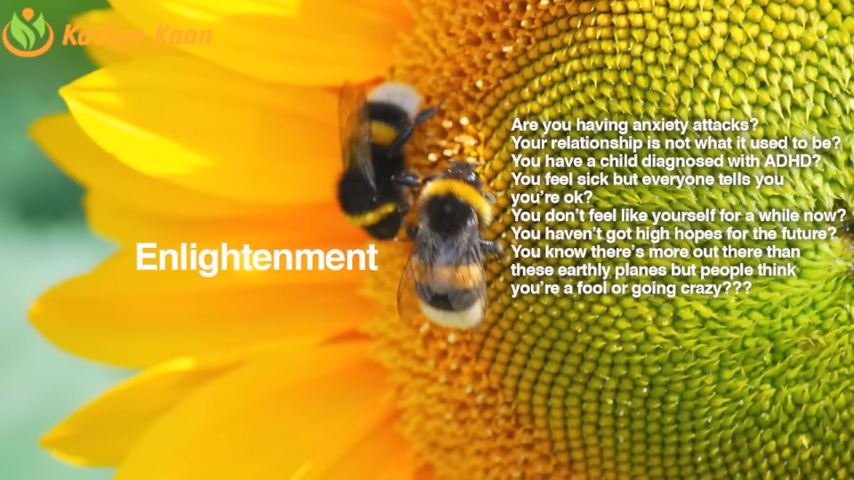 Kaan
Enlightenment
Are you having anxiety attacks?
Your relationship is not what it used to be?
You have a child diagnosed with ADHD?
You feel sick but everyone tells you
you're ok?
You don't feel like yourself for a while now?
You haven't got high hopes for the future?
You know there's more out there than
these earthly planes but people think
you're a fool or going crazy???